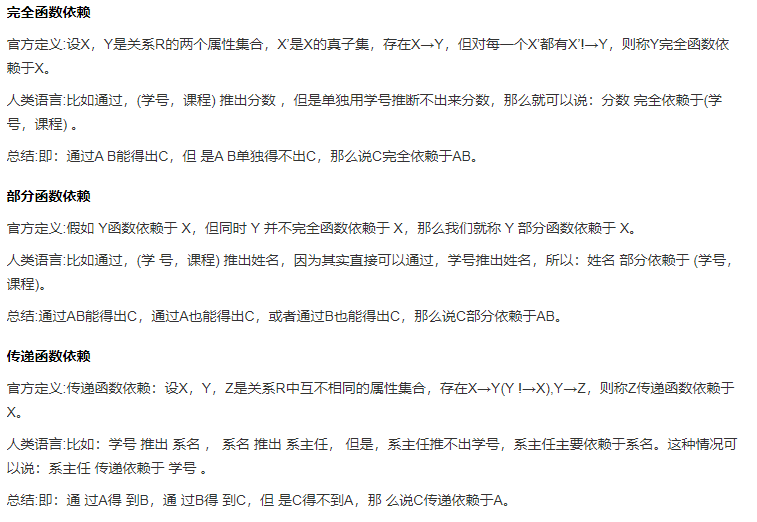 完全函数依赖
官方定义:设X，Y是关系R的两个属性集合，X’是X的真子集，存在X→Y，但对每一个X’都有X’!→Y，则称Y完全函数依
赖于X。
人类语言:比如通过，(学号，课程) 推出分数 ，但是单独用学号推断不出来分数，那么就可以说：分数 完全依赖于(学
号，课程) 。
总结:即：通过A B能得出C，但 是A B单独得不出C，那么说C完全依赖于AB。
部分函数依赖
官方定义:假如 Y函数依赖于 X，但同时 Y 并不完全函数依赖于 X，那么我们就称 Y 部分函数依赖于 X。
人类语言:比如通过，(学 号，课程) 推出姓名，因为其实直接可以通过，学号推出姓名，所以：姓名 部分依赖于 (学号，
课程)。
总结:通过AB能得出C，通过A也能得出C，或者通过B也能得出C，那么说C部分依赖于AB。
传递函数依赖
官方定义:传递函数依赖：设X，Y，Z是关系R中互不相同的属性集合，存在X→Y(Y !→X),Y→Z，则称Z传递函数依赖于
X。
人类语言:比如：学号 推出 系名 ， 系名 推出 系主任， 但是，系主任推不出学号，系主任主要依赖于系名。这种情况可
以说：系主任 传递依赖于 学号 。
总结:即：通 过A得 到B，通 过B得 到C，但 是C得不到A，那 么说C传递依赖于A。